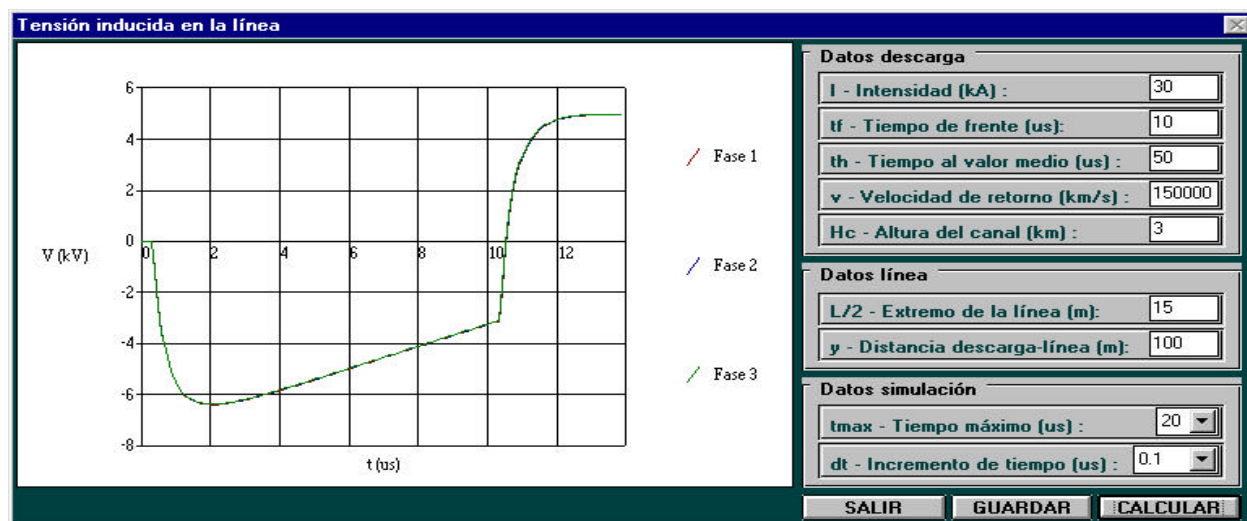 Tensión inducida en la línea
6
4
2
0
-2
-4
-6
-8
0 2 4 6 8 10 12
V (kV)
t (us)
Fase 1
Fase 2
Fase 3
Datos descarga
I - Intensidad (kA) : 30
tf - Tiempo de frente (us): 10
th - Tiempo al valor medio (us) : 50
v - Velocidad de retorno (km/s) : 150000
Hc - Altura del canal (km) : 3
Datos línea
L/2 - Extremo de la línea (m): 15
y - Distancia descarga-línea (m): 100
Datos simulación
tmax - Tiempo máximo (us) : 20
dt - Incremento de tiempo (us) : 0.1
SALIR GUARDAR CALCULAR